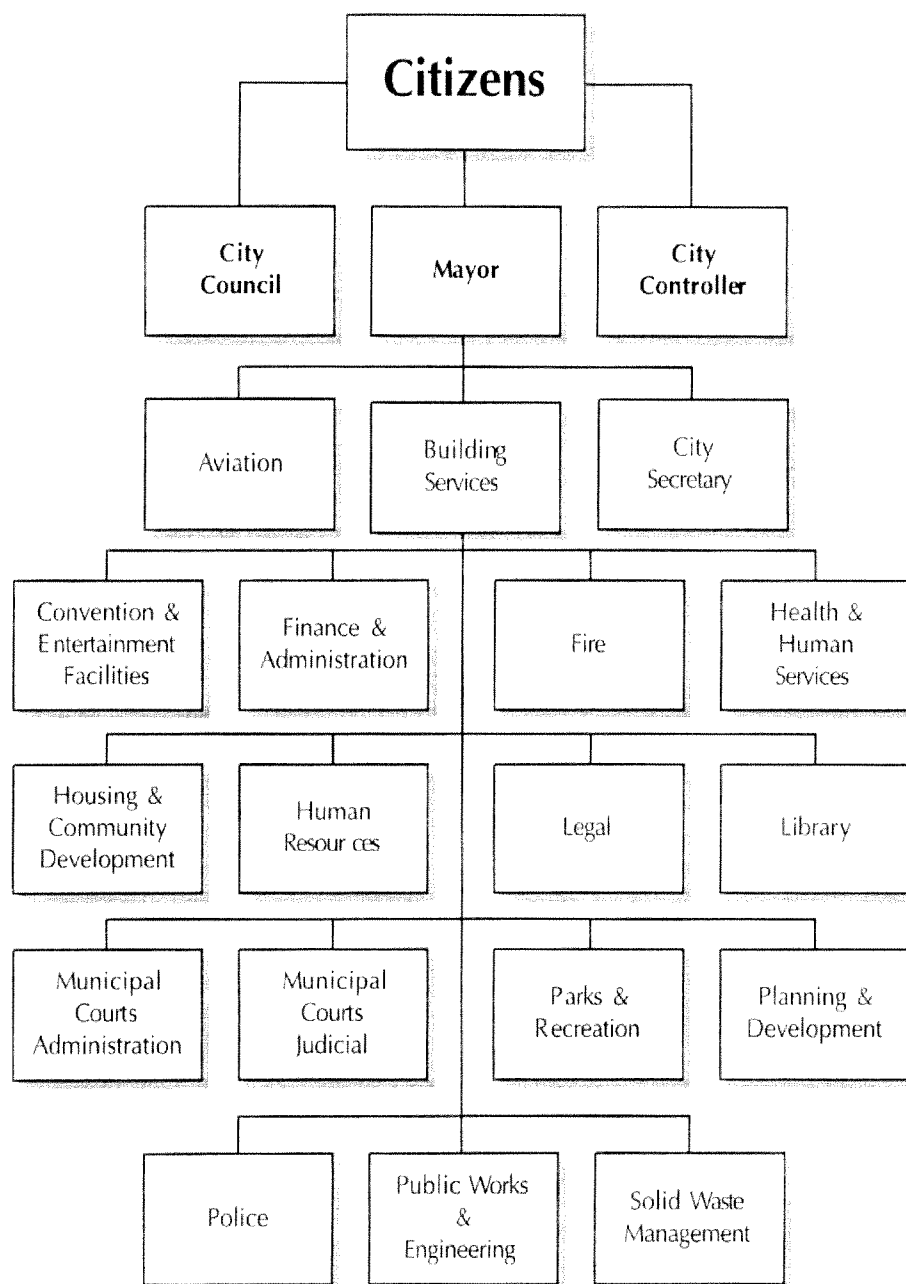 Citizens
City
Council
Mayor
City
Controller
Aviation
Building
Services
City
Secretary
Convention &
Entertainment
Facilities
Finance &
Administration
Fire
Health &
Human
Services
Housing &
Community
Development
Human
Resources
Legal
Library
Municipal
Courts
Administration
Municipal
Courts
Judicial
Parks &
Recreation
Planning &
Development
Police
Public Works
&
Engineering
Solid Waste
Management